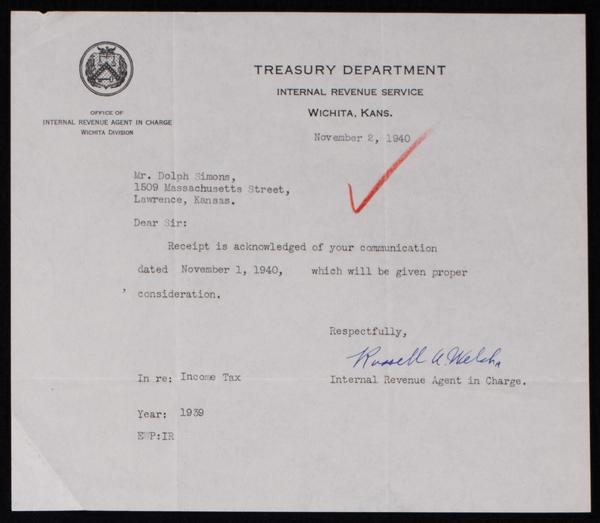 TREASURY DEPARTMENT
INTERNAL REVENUE SERVICE
WICHITA, KANS.
OFFICE OF
INTERNAL REVENUE AGENT IN CHARGE
WICHITA DIVISION
November 2, 1940
Mr. Dolph Simons,
1509 Massachusetts Street,
Lawrence, Kansas.
Dear Sir:
Receipt is acknowledged of your communication
dated November 1, 1940, which will be given proper
consideration.
Respectfully,
Russell A. Welch
Internal Revenue Agent in Charge.
In re: Income Tax
Year: 1939
EWP:IR